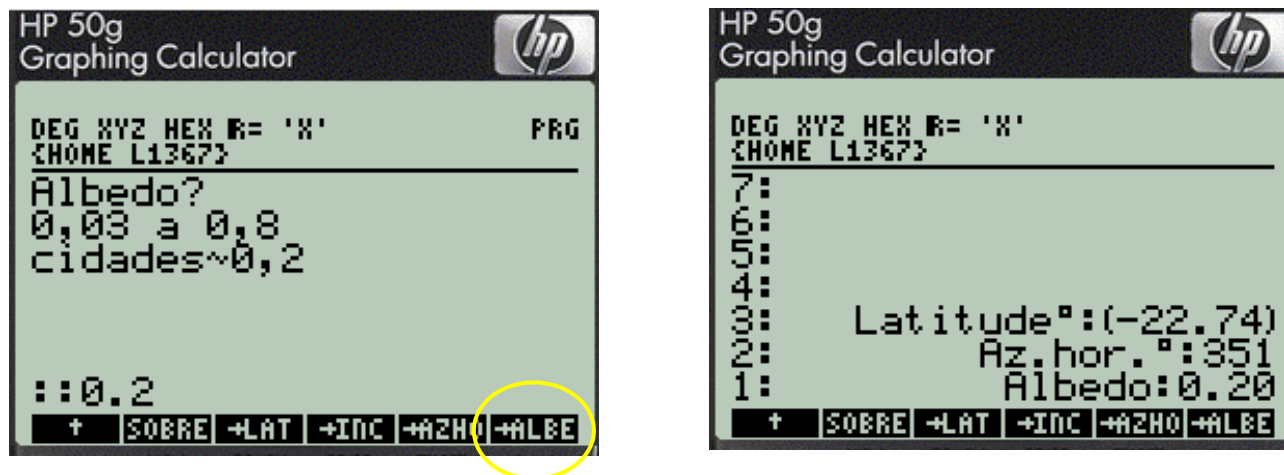 HP 50g
Graphing Calculator
hp
DEG XYZ HEX R= 'X' PRG
{HOME L1367}
Albedo?
0,03 a 0,8
cidades~0,2
::0.2
↑ SOBRE →LAT →INC →AZHO →ALBE
HP 50g
Graphing Calculator
hp
DEG XYZ HEX R= 'X'
{HOME L1367}
7:
6:
5:
4:
3: Latitude°:(-22.74)
2: Az.hor.°:351
1: Albedo:0.20
↑ SOBRE →LAT →INC →AZHO →ALBE